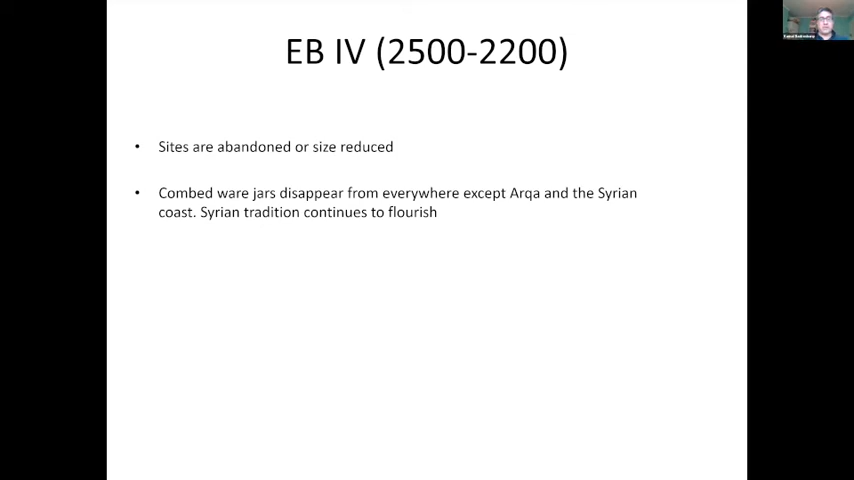 EB IV (2500-2200)
• Sites are abandoned or size reduced
• Combed ware jars disappear from everywhere except Arqa and the Syrian
coast. Syrian tradition continues to flourish